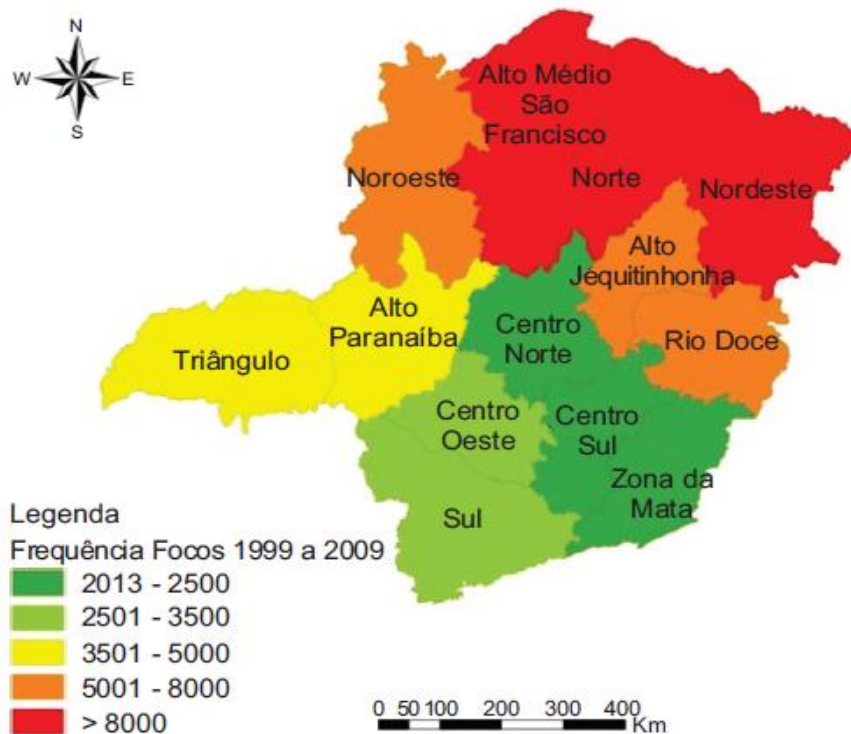 N
W E
S
Alto Médio
São
Francisco
Noroeste
Norte
Nordeste
Alto
Jequitinhonha
Alto
Paranaíba
Centro
Norte
Rio Doce
Triângulo
Centro
Oeste
Centro
Sul
Zona da
Mata
Sul
Legenda
Frequência Focos 1999 a 2009
2013 - 2500
2501 - 3500
3501 - 5000
5001 - 8000
> 8000
0 50 100 200 300 400
Km